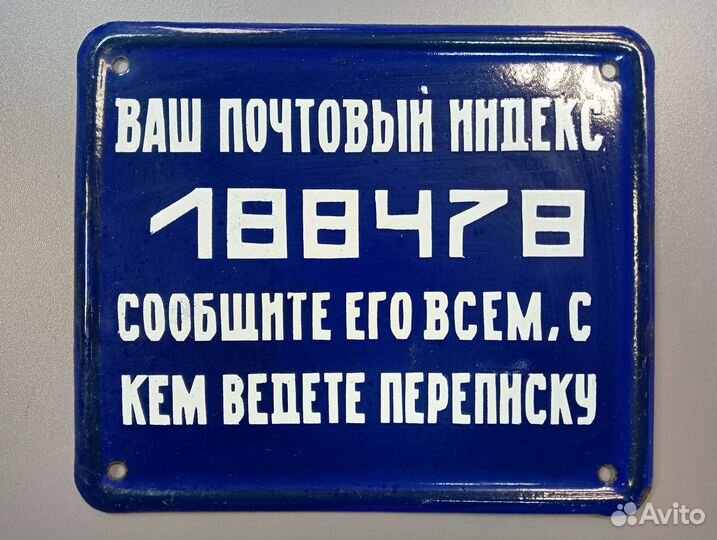 ВАШ ПОЧТОВЫЙ ИНДЕКС
188478
СООБЩИТЕ ЕГО ВСЕМ, С
КЕМ ВЕДЕТЕ ПЕРЕПИСКУ
Avito